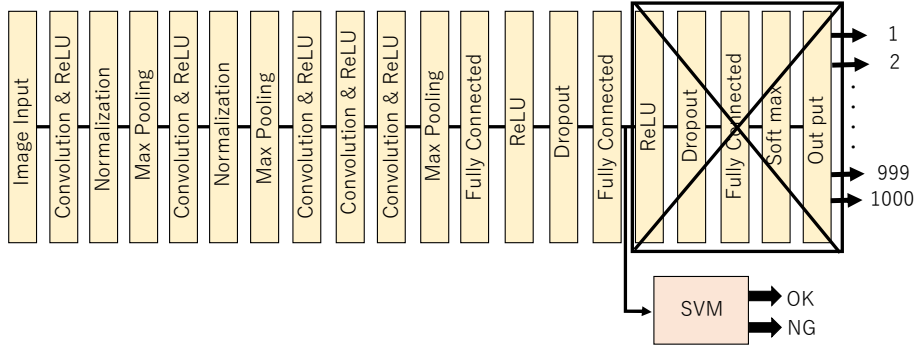 Image Input
Convolution & ReLU
Normalization
Max Pooling
Convolution & ReLU
Normalization
Max Pooling
Convolution & ReLU
Convolution & ReLU
Convolution & ReLU
Max Pooling
Fully Connected
ReLU
Dropout
Fully Connected
ReLU
Dropout
Fully Connected
Soft max
Out put
1
2
999
1000
SVM
OK
NG